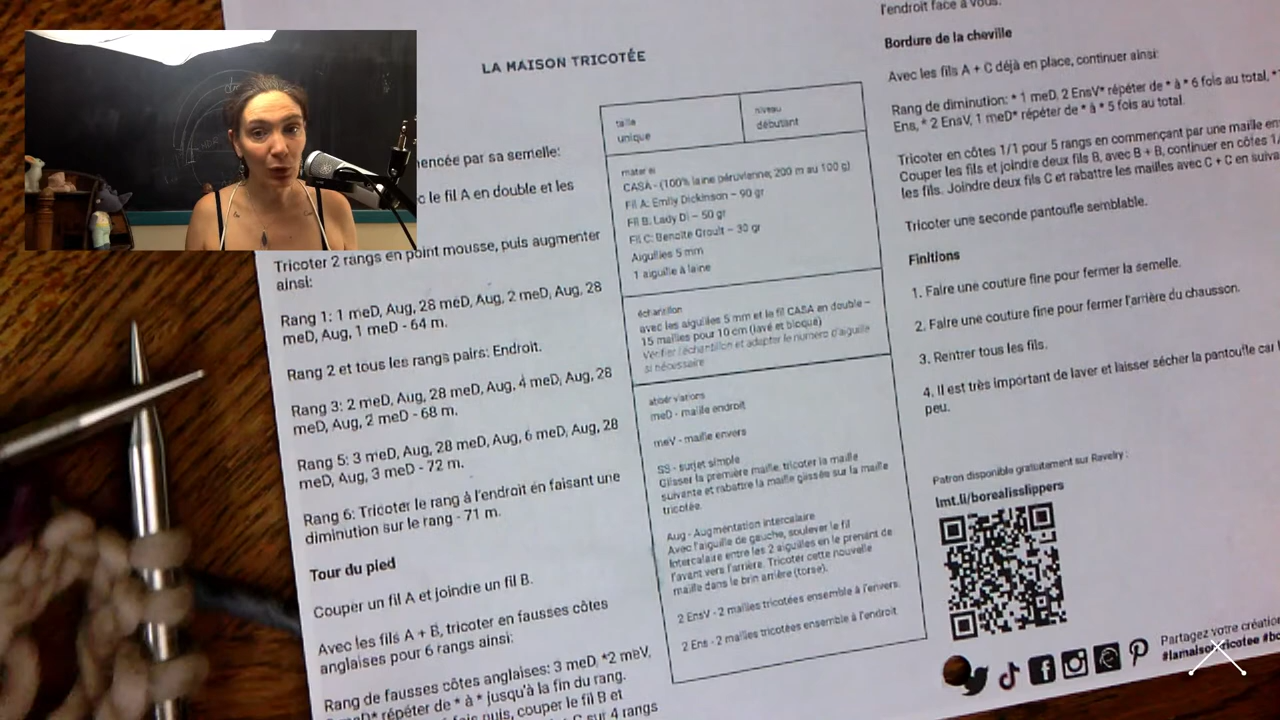 LA MAISON TRICOTÉE
mencée par sa semelle:
c le fil A en double et les
Tricoter 2 rangs en point mousse, puis augmenter
ainsi:
Rang 1: 1 meD, Aug, 28 meD, Aug, 2 meD, Aug, 28
meD, Aug, 1 meD - 64 m.
Rang 2 et tous les rangs pairs: Endroit.
Rang 3: 2 meD, Aug, 28 meD, Aug, 4 meD, Aug, 28
meD, Aug, 2 meD - 68 m.
Rang 5: 3 meD, Aug, 28 meD, Aug, 6 meD, Aug, 28
meD, Aug, 3 meD - 72 m.
Rang 6: Tricoter le rang à l'endroit en faisant une
diminution sur le rang - 71 m.
Tour du pied
Couper un fil A et joindre un fil B.
Avec les fils A + B, tricoter en fausses côtes
anglaises pour 6 rangs ainsi:
Rang de fausses côtes anglaises: 3 meD, *2 meV,
meD* répéter de * à * jusqu'à la fin du rang.
fois puis, couper le fil B et
C sur 4 rangs
taille
unique
niveau
débutant
matériel
CASA - (100% laine péruvienne, 200 m au 100 g)
Fil A: Emily Dickinson – 90 gr
Fil B: Lady Di – 50 gr
Fil C: Benoite Groult – 30 gr
Aiguilles 5 mm
1 aiguille à laine
échantillon
avec les aiguilles 5 mm et le fil CASA en double –
15 mailles pour 10 cm (lavé et bloqué)
Vérifier l'échantillon et adapter le numéro d'aiguille
si nécessaire
abréviations
meD - maille endroit
meV - maille envers
SS - surjet simple
Glisser la première maille, tricoter la maille
suivante et rabattre la maille glissée sur la maille
tricotée.
Aug - Augmentation intercalaire
Avec l'aiguille de gauche, soulever le fil
intercalaire entre les 2 aiguilles en le prenant de
l'avant vers l'arrière. Tricoter cette nouvelle
maille dans le brin arrière (torse).
2 EnsV - 2 mailles tricotées ensemble à l'envers.
2 Ens - 2 mailles tricotées ensemble à l'endroit
l'endroit face à vous.
Bordure de la cheville
Avec les fils A + C déjà en place, continuer ainsi:
Rang de diminution: * 1 meD, 2 EnsV* répéter de * à * 6 fois au total, *
Ens, * 2 EnsV, 1 meD* répéter de * à * 5 fois au total.
Tricoter en côtes 1/1 pour 5 rangs en commençant par une maille
Couper les fils et joindre deux fils B, avec B + B, continuer en côtes
les fils. Joindre deux fils C et rabattre les mailles avec C + C en
Tricoter une seconde pantoufle semblable.
Finitions
1. Faire une couture fine pour fermer la semelle.
2. Faire une couture fine pour fermer l'arrière du chausson.
3. Rentrer tous les fils.
4. Il est très important de laver et laisser sécher la pantoufle car
peu.
Patron disponible gratuitement sur Ravelry :
lmt.li/borealisslippers
Partagez votre